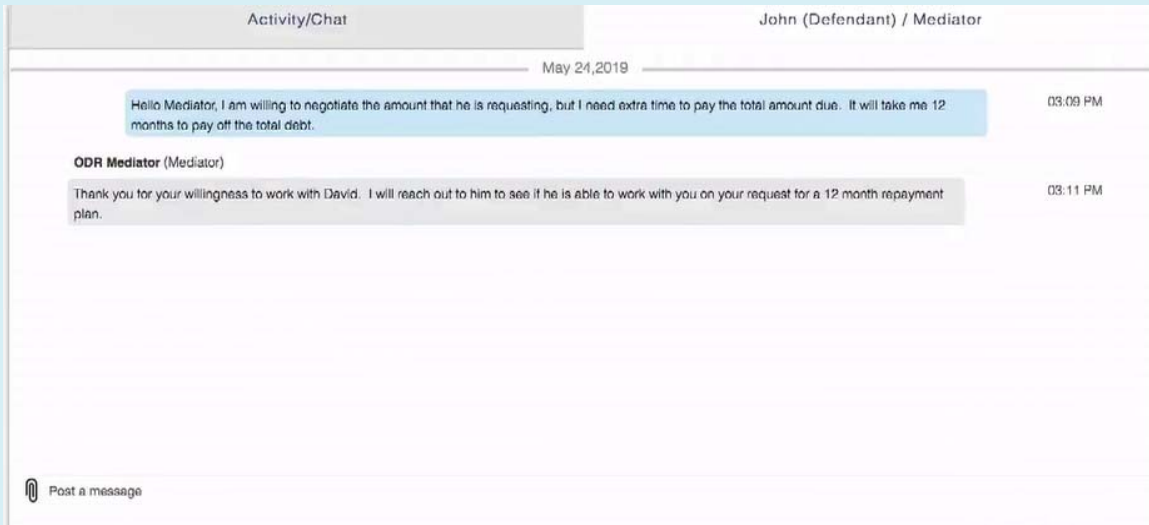 Activity/Chat
John (Defendant) / Mediator
May 24,2019
Hello Mediator, I am willing to negotiate the amount that he is requesting, but I need extra time to pay the total amount due. It will take me 12
months to pay off the total debt.
03:09 PM
ODR Mediator (Mediator)
Thank you for your willingness to work with David. I will reach out to him to see if he is able to work with you on your request for a 12 month repayment
plan.
03:11 PM
Post a message